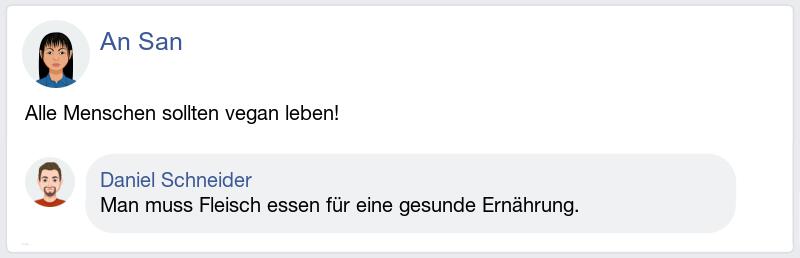 An San
Alle Menschen sollten vegan leben!
Daniel Schneider
Man muss Fleisch essen für eine gesunde Ernährung.